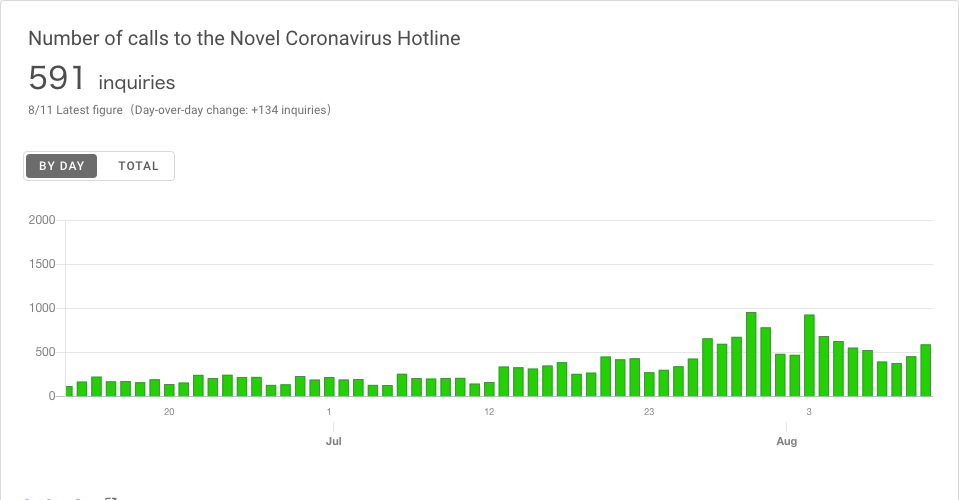 Number of calls to the Novel Coronavirus Hotline
591 inquiries
8/11 Latest figure（Day-over-day change: +134 inquiries）
BY DAY TOTAL
2000
1500
1000
500
0
20 1 12 23 3
Jul Aug